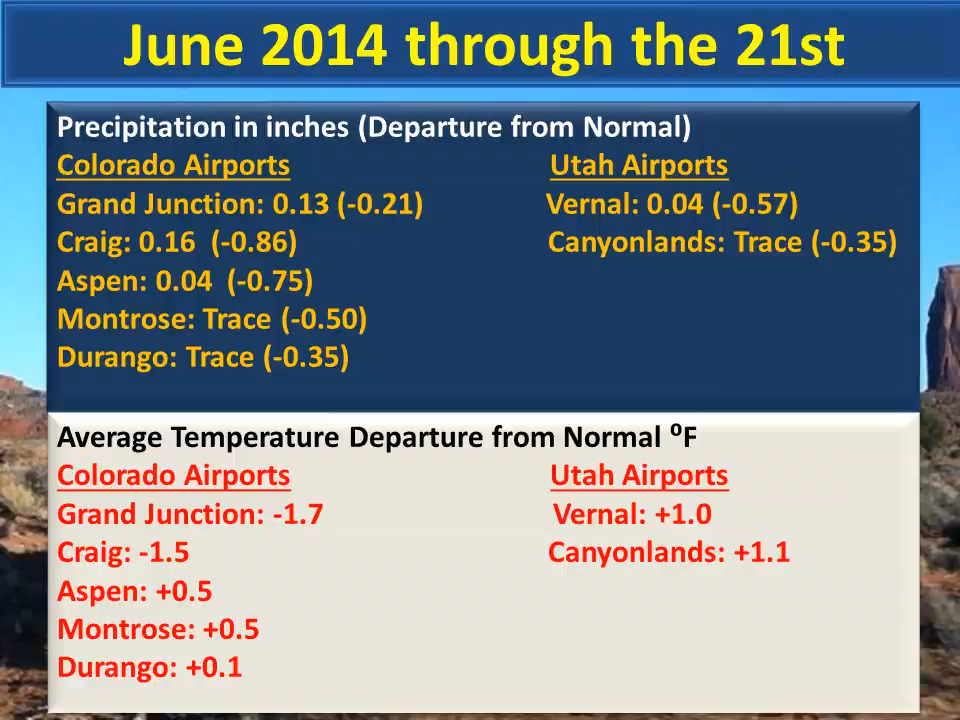 June 2014 through the 21st
Precipitation in inches (Departure from Normal)
Colorado Airports Utah Airports
Grand Junction: 0.13 (-0.21) Vernal: 0.04 (-0.57)
Craig: 0.16 (-0.86) Canyonlands: Trace (-0.35)
Aspen: 0.04 (-0.75)
Montrose: Trace (-0.50)
Durango: Trace (-0.35)
Average Temperature Departure from Normal ⁰F
Colorado Airports Utah Airports
Grand Junction: -1.7 Vernal: +1.0
Craig: -1.5 Canyonlands: +1.1
Aspen: +0.5
Montrose: +0.5
Durango: +0.1